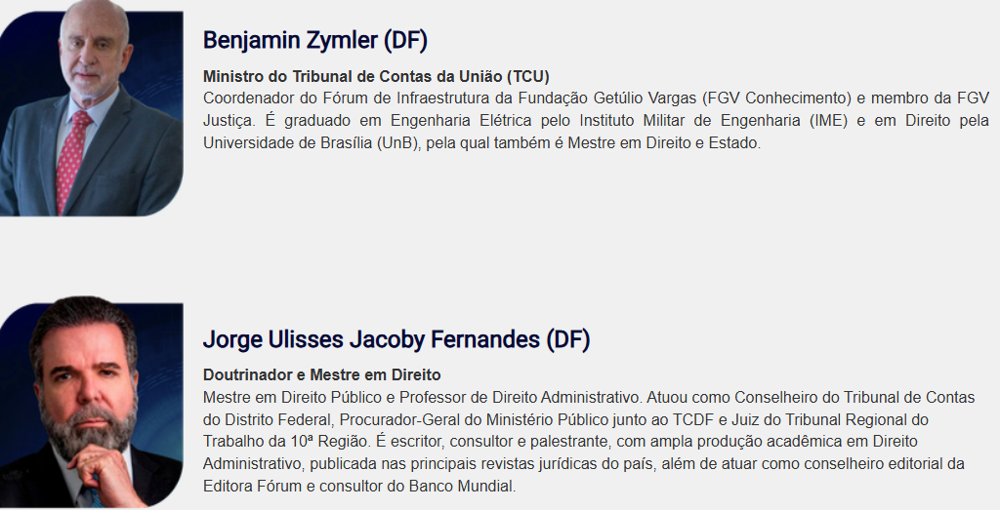 Benjamin Zymler (DF)
Ministro do Tribunal de Contas da União (TCU)
Coordenador do Fórum de Infraestrutura da Fundação Getúlio Vargas (FGV Conhecimento) e membro da FGV
Justiça. É graduado em Engenharia Elétrica pelo Instituto Militar de Engenharia (IME) e em Direito pela
Universidade de Brasília (UnB), pela qual também é Mestre em Direito e Estado.
Jorge Ulisses Jacoby Fernandes (DF)
Doutrinador e Mestre em Direito
Mestre em Direito Público e Professor de Direito Administrativo. Atuou como Conselheiro do Tribunal de Contas
do Distrito Federal, Procurador-Geral do Ministério Público junto ao TCDF e Juiz do Tribunal Regional do
Trabalho da 10ª Região. É escritor, consultor e palestrante, com ampla produção acadêmica em Direito
Administrativo, publicada nas principais revistas jurídicas do país, além de atuar como conselheiro editorial da
Editora Fórum e consultor do Banco Mundial.